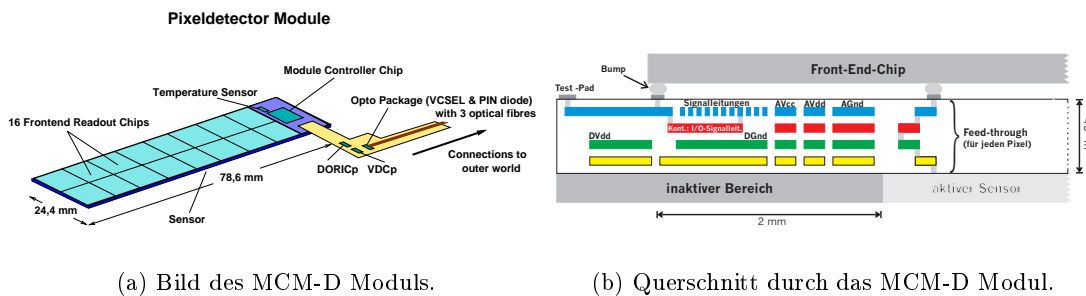 Pixeldetector Module
Module Controller Chip
Temperature Sensor
Opto Package (VCSEL & PIN diode)
with 3 optical fibres
16 Frontend Readout Chips
DORICp
VDCp
Connections to
outer world
78,6 mm
24,4 mm
Sensor
(a) Bild des MCM-D Moduls.
Front-End-Chip
Bump
Test -Pad
Signalleitungen
AVcc
AVdd
AGnd
Kont.: I/O-Signalleit.
DVdd
DGnd
Feed-through
(für jeden Pixel)
inaktiver Bereich
aktiver Sensor
2 mm
(b) Querschnitt durch das MCM-D Modul.